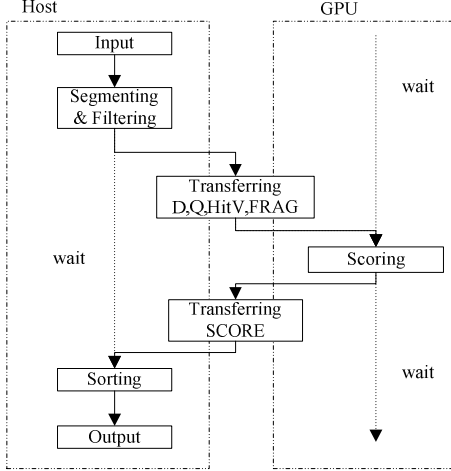 Host
GPU
Input
wait
Segmenting
& Filtering
Transferring
D,Q,HitV,FRAG
wait
Scoring
Transferring
SCORE
Sorting
wait
Output